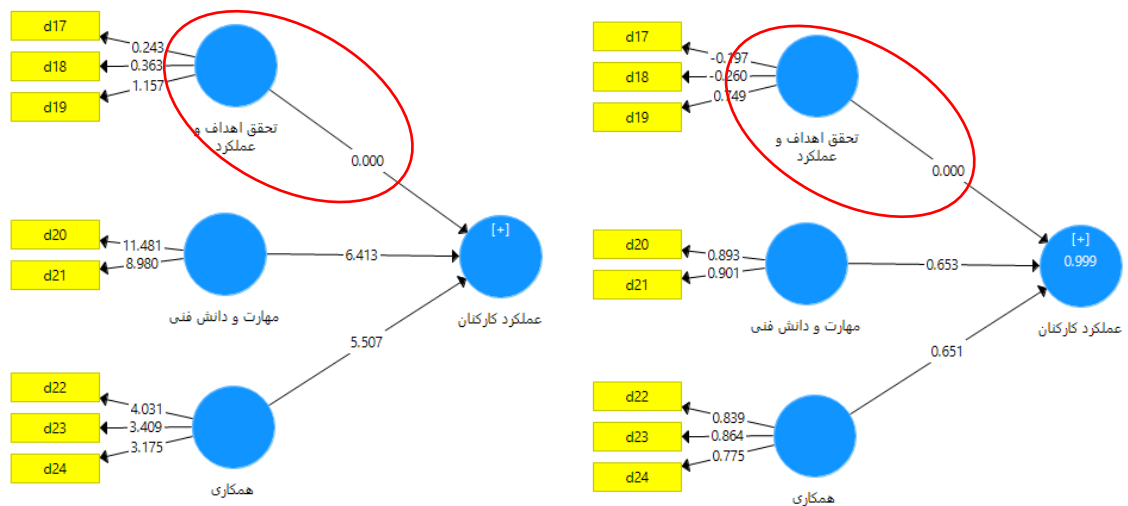 d17
d18
d19
0.243
0.363
1.157
تحقق اهداف و
عملکرد
0.000
d20
d21
11.481
8.980
6.413
مهارت و دانش فنی
[+]
عملکرد کارکنان
5.507
d22
d23
d24
4.031
3.409
3.175
همکاری
d17
d18
d19
-0.197
-0.260
0.749
تحقق اهداف و
عملکرد
0.000
d20
d21
0.893
0.901
0.653
مهارت و دانش فنی
[+]
0.999
عملکرد کارکنان
0.651
d22
d23
d24
0.839
0.864
0.775
همکاری